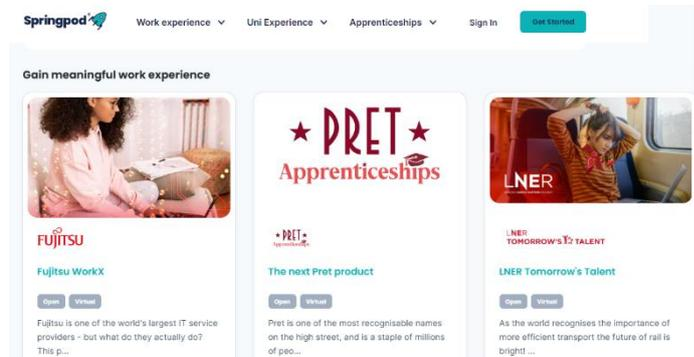 Springpod
Work experience
Uni Experience
Apprenticeships
Sign In
Get Started
Gain meaningful work experience
FUJITSU
Fujitsu WorkX
Open
Virtual
Fujitsu is one of the world's largest IT service
providers - but what do they actually do?
This p...
PRET
Apprenticeships
PRET
Apprenticeships
The next Pret product
Open
Virtual
Pret is one of the most recognisable names
on the high street, and is a staple of millions
of peo...
LNER
LNER
TOMORROW'S TALENT
LNER Tomorrow's Talent
Open
Virtual
As the world recognises the importance of
more efficient transport the future of rail is
bright! ...